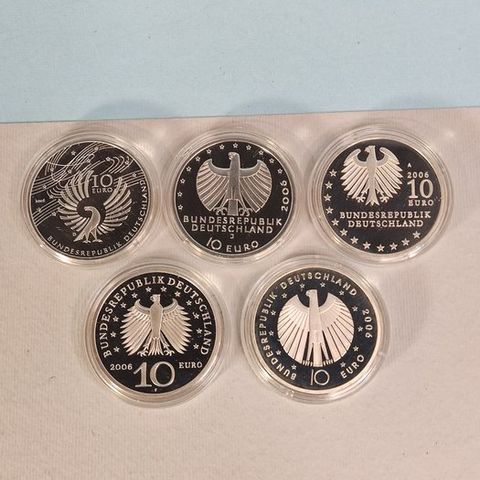 10
EURO
2006
D
BUNDESREPUBLIK DEUTSCHLAND
2006
BUNDESREPUBLIK
DEUTSCHLAND
J
10 EURO
A
2006
10
EURO
BUNDESREPUBLIK
DEUTSCHLAND
BUNDESREPUBLIK DEUTSCHLAND
2006 10 EURO
F
BUNDESREPUBLIK DEUTSCHLAND 2006
10 EURO